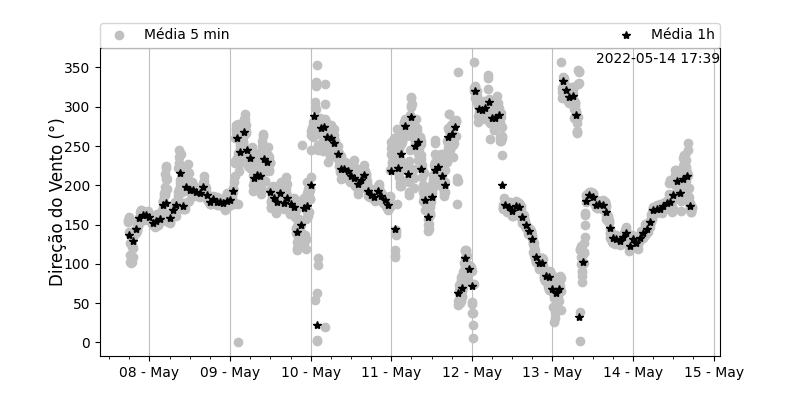 Média 5 min
Média 1h
2022-05-14 17:39
Direção do Vento (°)
350
300
250
200
150
100
50
0
08 - May
09 - May
10 - May
11 - May
12 - May
13 - May
14 - May
15 - May